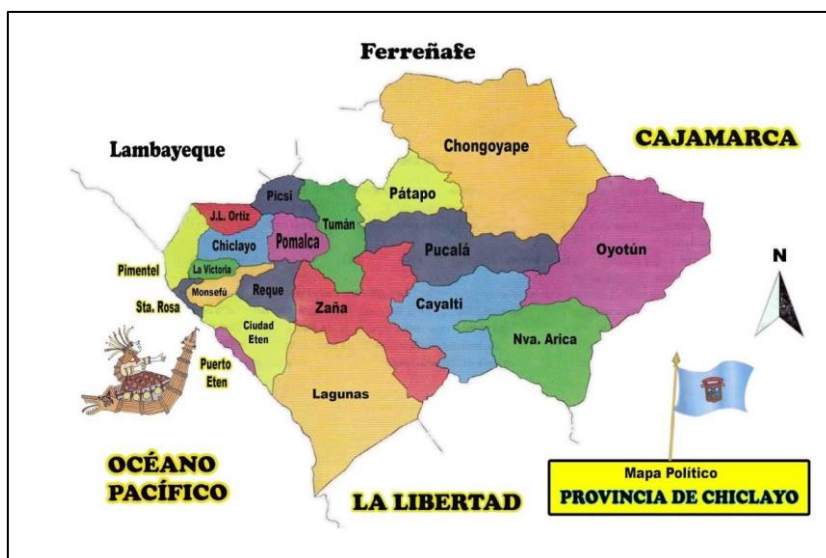 Ferreñafe
CAJAMARCA
Lambayeque
Chongoyape
Pátapo
Picsi
J.L. Ortiz
Tumán
Chiclayo
Pomalca
Pucalá
Oyotún
Pimentel
La Victoria
Monsefú
Reque
Sta. Rosa
Zaña
Cayaltí
N
Ciudad
Eten
Nva. Arica
Puerto
Eten
Lagunas
OCÉANO
PACÍFICO
LA LIBERTAD
Mapa Político
PROVINCIA DE CHICLAYO